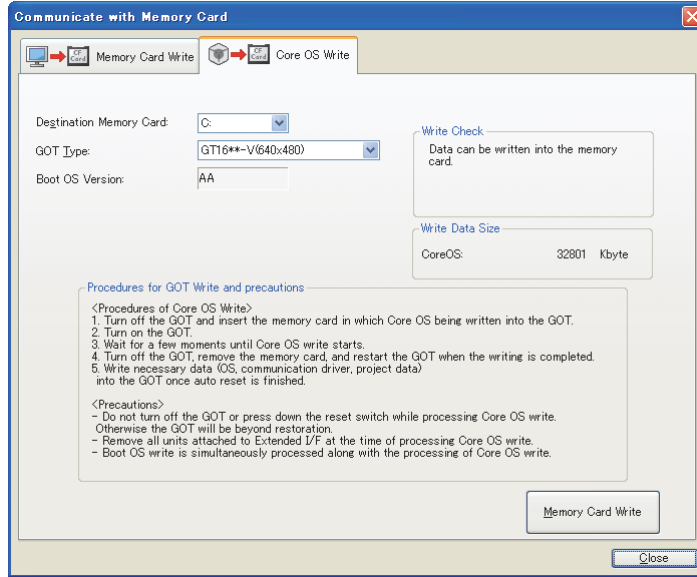 Communicate with Memory Card
CF Card Memory Card Write
CF Card Core OS Write
Destination Memory Card: C:
GOT Type: GT16**-V(640x480)
Boot OS Version: AA
Write Check
Data can be written into the memory
card.
Write Data Size
CoreOS: 32801 Kbyte
Procedures for GOT Write and precautions
<Procedures of Core OS Write>
1. Turn off the GOT and insert the memory card in which Core OS being written into the GOT.
2. Turn on the GOT.
3. Wait for a few moments until Core OS write starts.
4. Turn off the GOT, remove the memory card, and restart the GOT when the writing is completed.
5. Write necessary data (OS, communication driver, project data)
into the GOT once auto reset is finished.
<Precautions>
- Do not turn off the GOT or press down the reset switch while processing Core OS write.
Otherwise the GOT will be beyond restoration.
- Remove all units attached to Extended I/F at the time of processing Core OS write.
- Boot OS write is simultaneously processed along with the processing of Core OS write.
Memory Card Write
Close